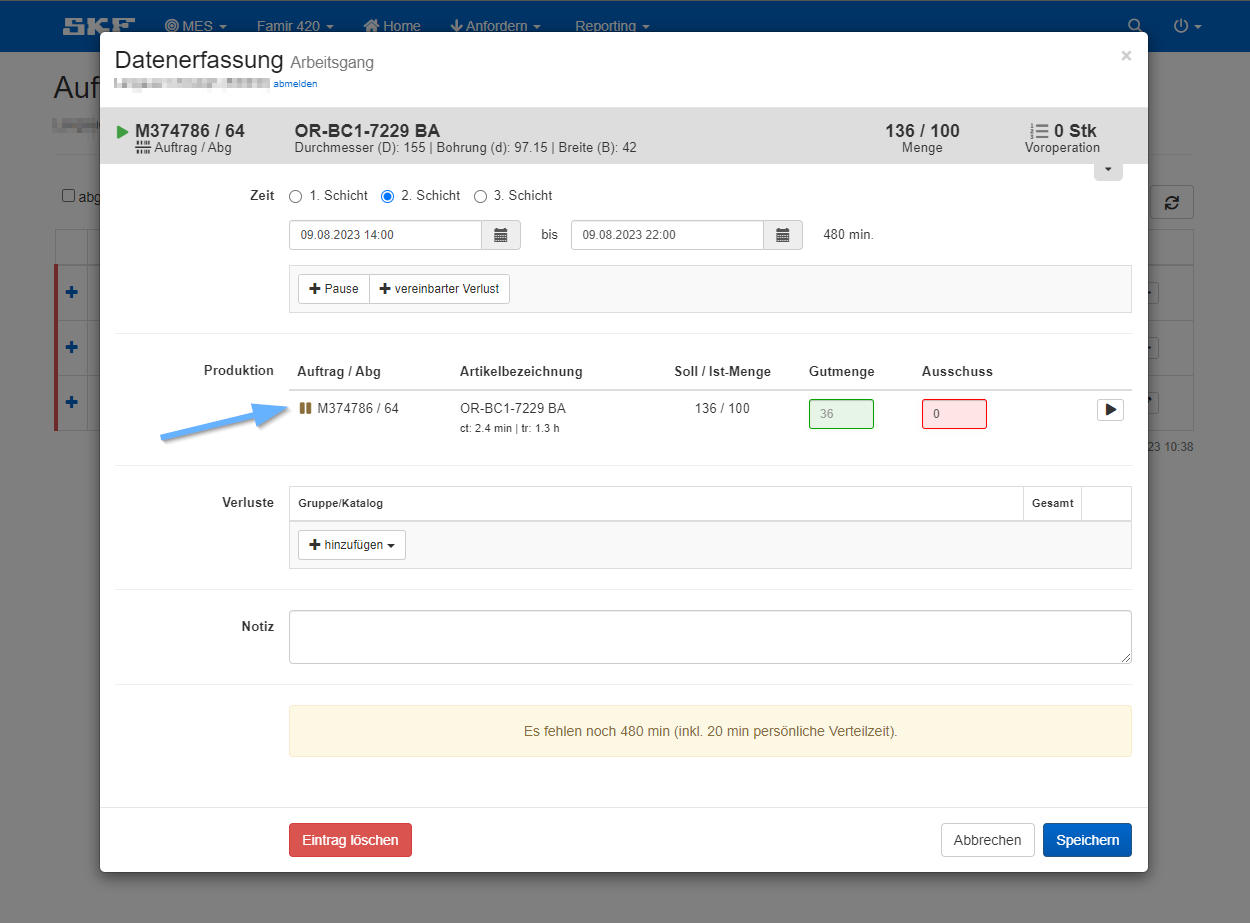 SKF MES Famir 420 Home Anfordern Reporting
Datenerfassung Arbeitsgang
abmelden
Auf
M374786 / 64 OR-BC1-7229 BA 136 / 100 0 Stk
Auftrag / Abg Durchmesser (D): 155 | Bohrung (d): 97.15 | Breite (B): 42 Menge Voroperation
abg
Zeit 1. Schicht 2. Schicht 3. Schicht
09.08.2023 14:00 bis 09.08.2023 22:00 480 min.
Pause vereinbarter Verlust
Produktion Auftrag / Abg Artikelbezeichnung Soll / Ist-Menge Gutmenge Ausschuss
M374786 / 64 OR-BC1-7229 BA 136 / 100 36 0
ct: 2.4 min | tr: 1.3 h
23 10:38
Verluste Gruppe/Katalog Gesamt
hinzufügen
Notiz
Es fehlen noch 480 min (inkl. 20 min persönliche Verteilzeit).
Eintrag löschen Abbrechen Speichern